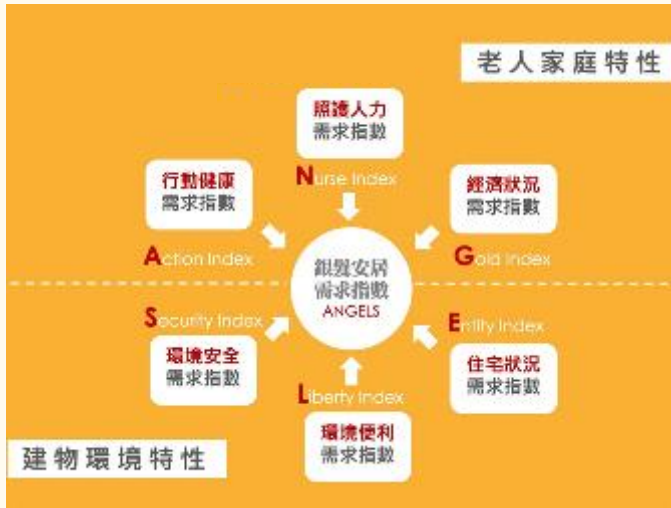 老人家庭特性
照護人力
需求指數
Nurse Index
行動健康
需求指數
Action Index
經濟狀況
需求指數
Gold Index
銀髮安居
需求指數
ANGELS
Security Index
環境安全
需求指數
Entity Index
住宅狀況
需求指數
Liberty Index
環境便利
需求指數
建物環境特性